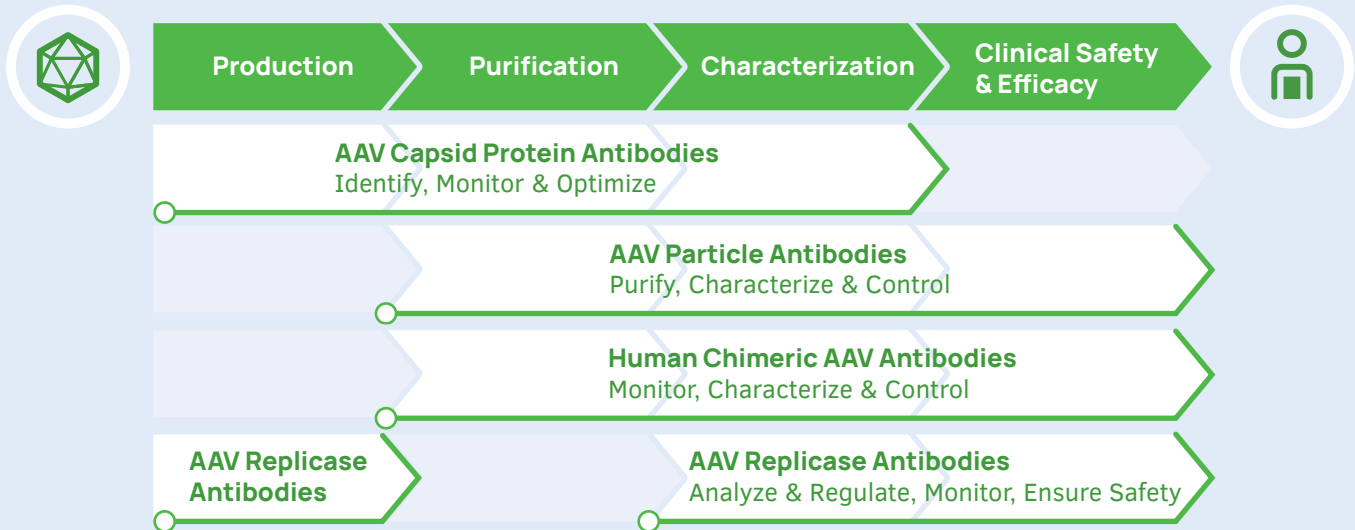 Production
Purification
Characterization
Clinical Safety
& Efficacy
AAV Capsid Protein Antibodies
Identify, Monitor & Optimize
AAV Particle Antibodies
Purify, Characterize & Control
Human Chimeric AAV Antibodies
Monitor, Characterize & Control
AAV Replicase
Antibodies
AAV Replicase Antibodies
Analyze & Regulate, Monitor, Ensure Safety